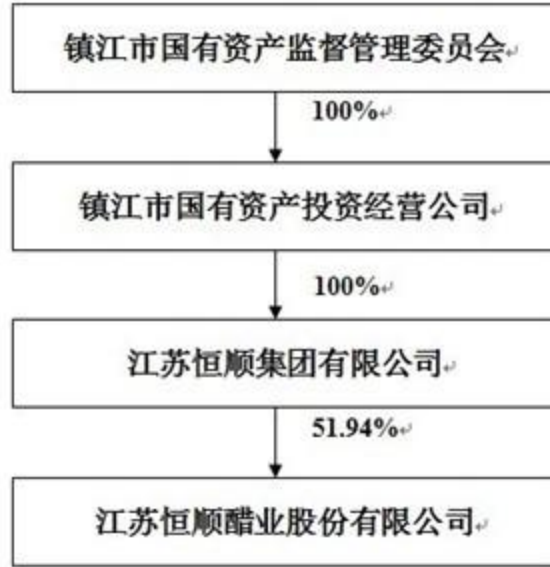 镇江市国有资产监督管理委员会
100%
镇江市国有资产投资经营公司
100%
江苏恒顺集团有限公司
51.94%
江苏恒顺醋业股份有限公司